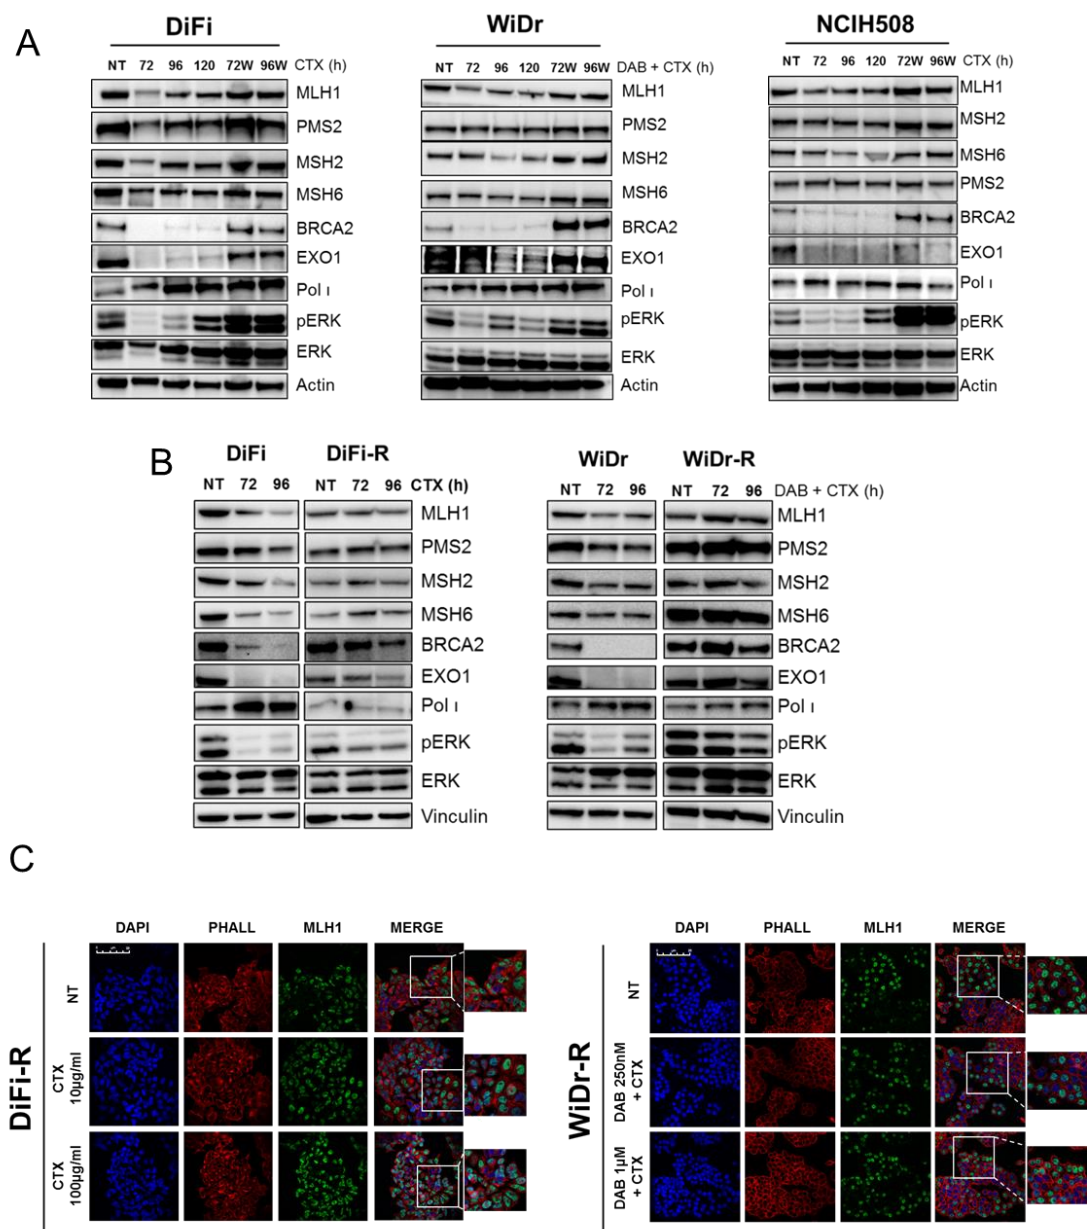 A
DiFi
NT 72 96 120 72W 96W CTX (h)
MLH1
PMS2
MSH2
MSH6
BRCA2
EXO1
Pol ι
pERK
ERK
Actin
WiDr
NT 72 96 120 72W 96W DAB + CTX (h)
MLH1
PMS2
MSH2
MSH6
BRCA2
EXO1
Pol ι
pERK
ERK
Actin
NCIH508
NT 72 96 120 72W 96W
MLH1
MSH2
MSH6
PMS2
BRCA2
EXO1
Pol ι
pERK
ERK
Actin
B
DiFi DiFi-R
NT 72 96 NT 72 96 CTX (h)
MLH1
PMS2
MSH2
MSH6
BRCA2
EXO1
Pol ι
pERK
ERK
Vinculin
WiDr WiDr-R
NT 72 96 NT 72 96 DAB + CTX (h)
MLH1
PMS2
MSH2
MSH6
BRCA2
EXO1
Pol ι
pERK
ERK
Vinculin
C
DiFi-R
DAPI PHALL MLH1 MERGE
NT
CTX
10µg/ml
CTX
100µg/ml
WiDr-R
DAPI PHALL MLH1 MERGE
NT
DAB 250nM
+ CTX
DAB 1µM
+ CTX